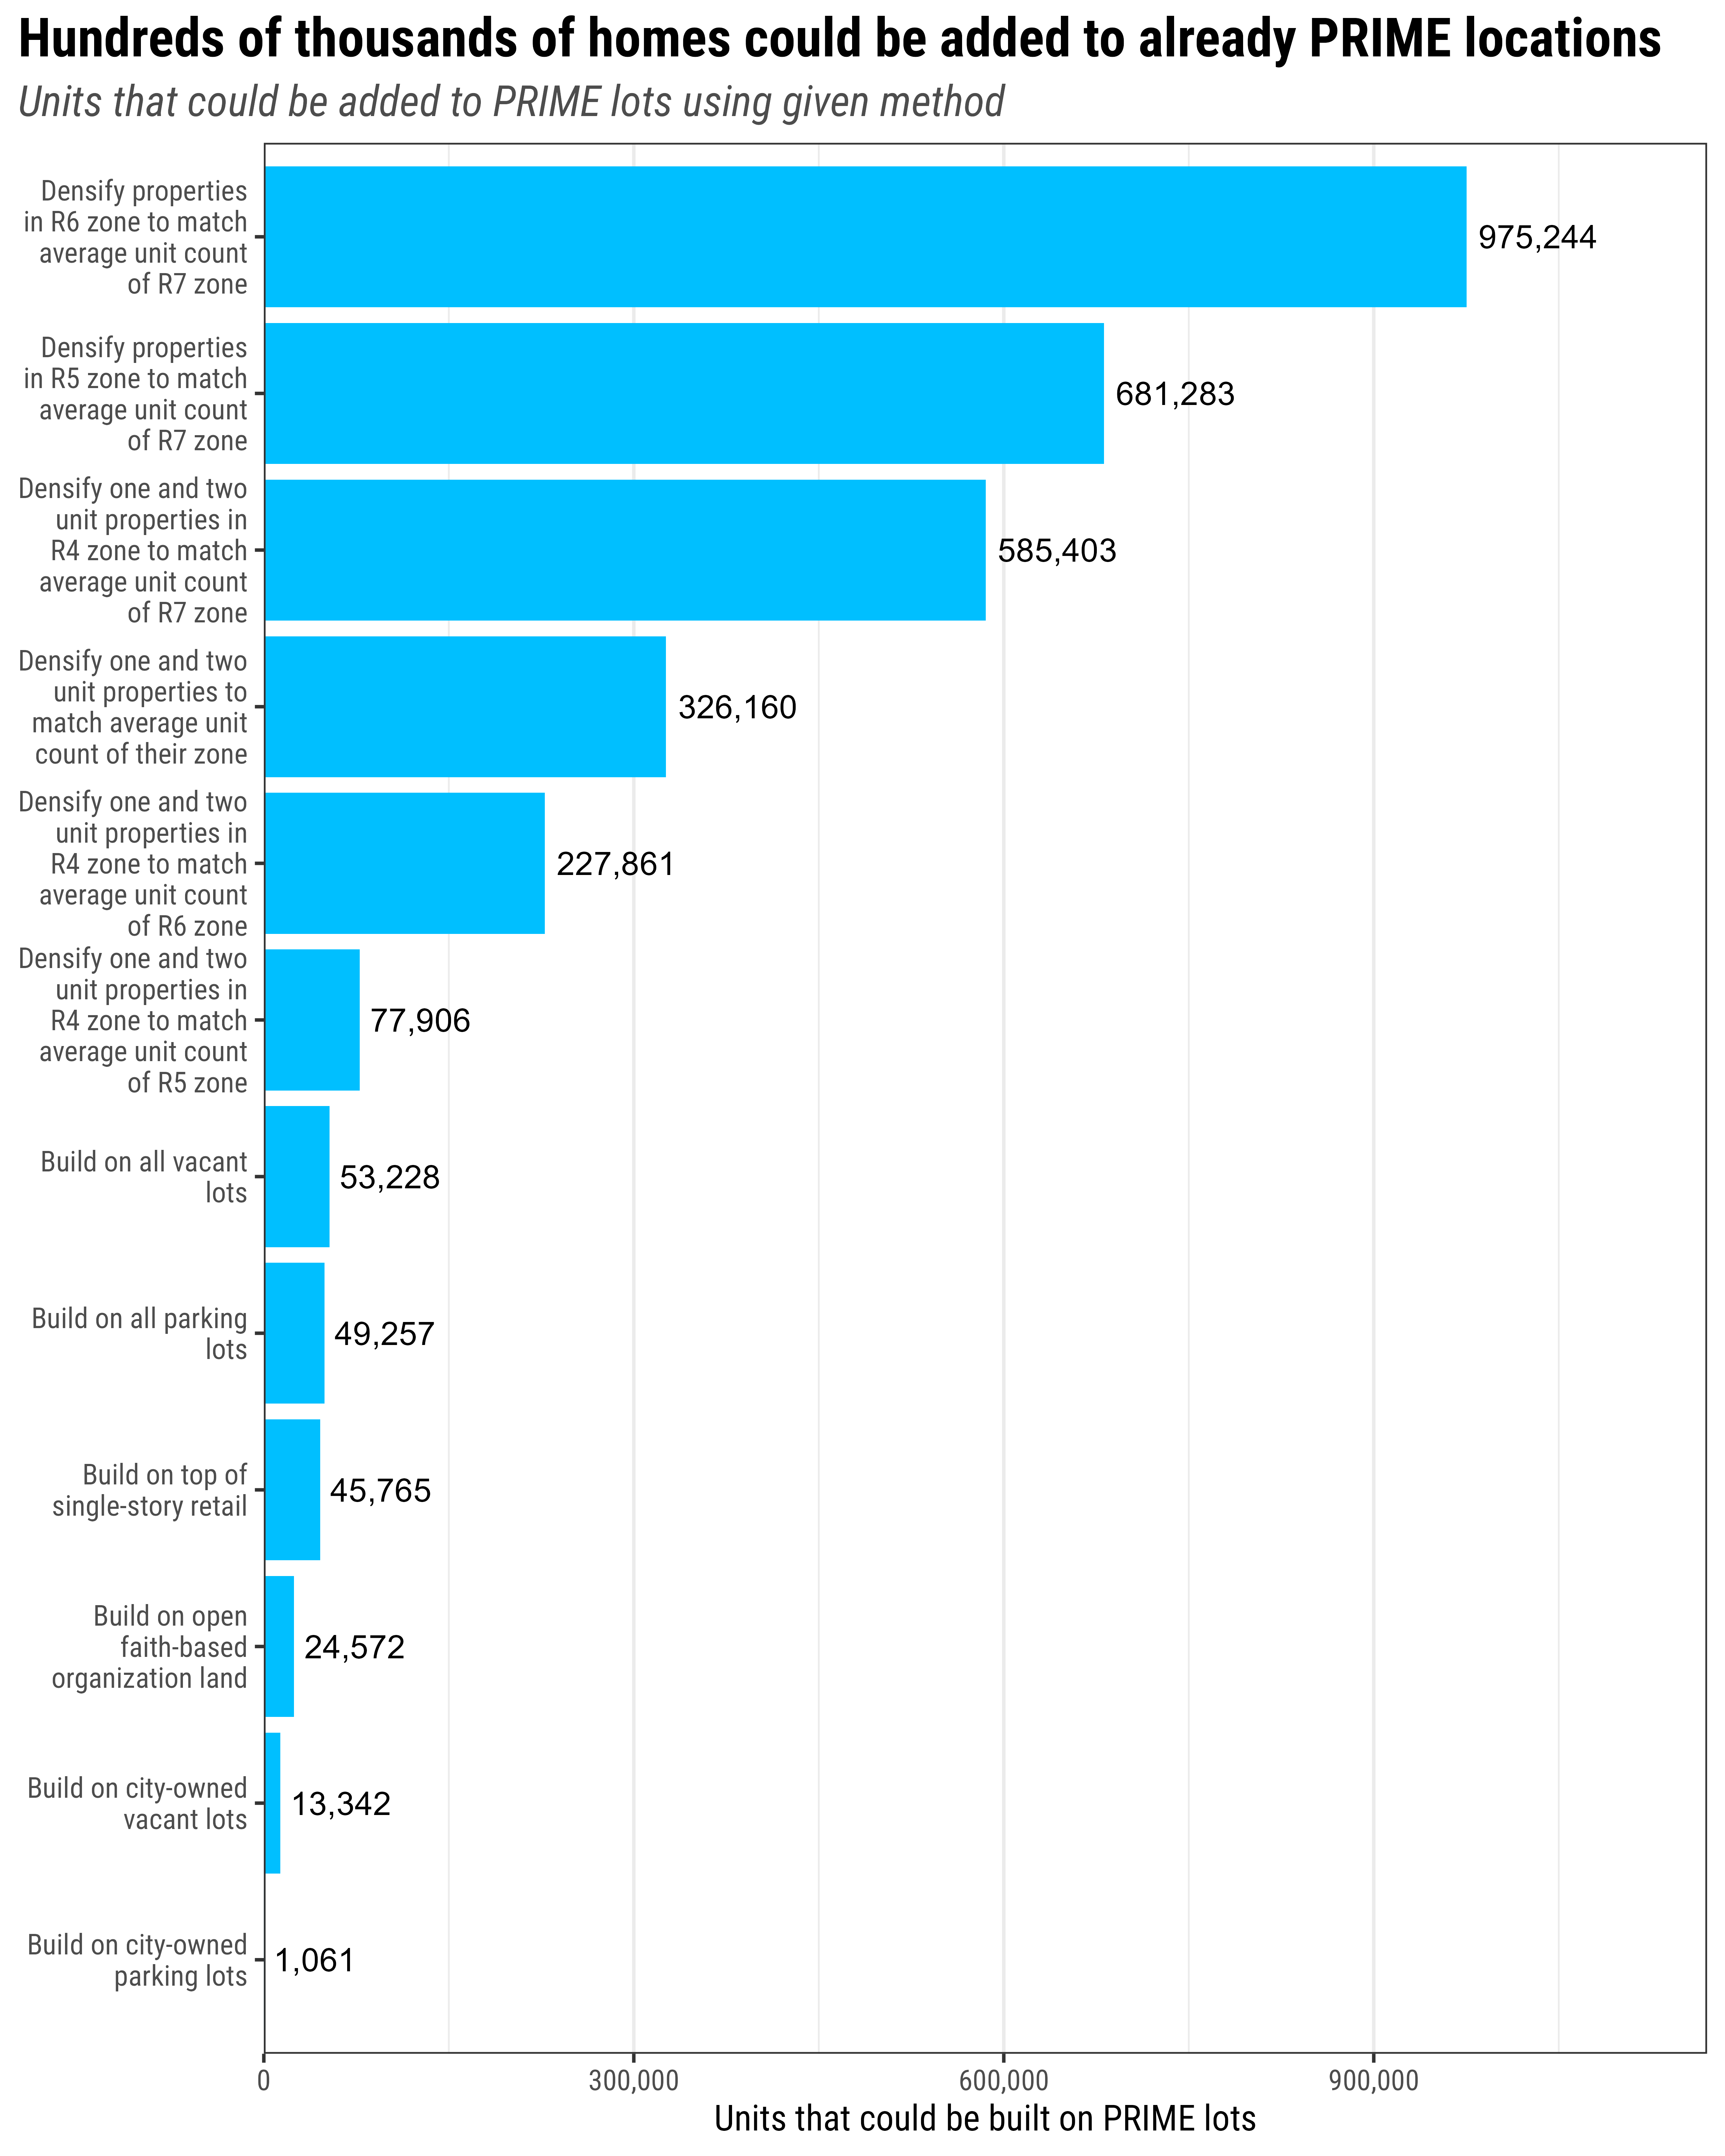 Hundreds of thousands of homes could be added to already PRIME locations
Units that could be added to PRIME lots using given method
Densify properties
in R6 zone to match
average unit count
of R7 zone
975,244
Densify properties
in R5 zone to match
average unit count
of R7 zone
681,283
Densify one and two
unit properties in
R4 zone to match
average unit count
of R7 zone
585,403
Densify one and two
unit properties to
match average unit
count of their zone
326,160
Densify one and two
unit properties in
R4 zone to match
average unit count
of R6 zone
227,861
Densify one and two
unit properties in
R4 zone to match
average unit count
of R5 zone
77,906
Build on all vacant
lots
53,228
Build on all parking
lots
49,257
Build on top of
single-story retail
45,765
Build on open
faith-based
organization land
24,572
Build on city-owned
vacant lots
13,342
Build on city-owned
parking lots
1,061
0
300,000
600,000
900,000
Units that could be built on PRIME lots